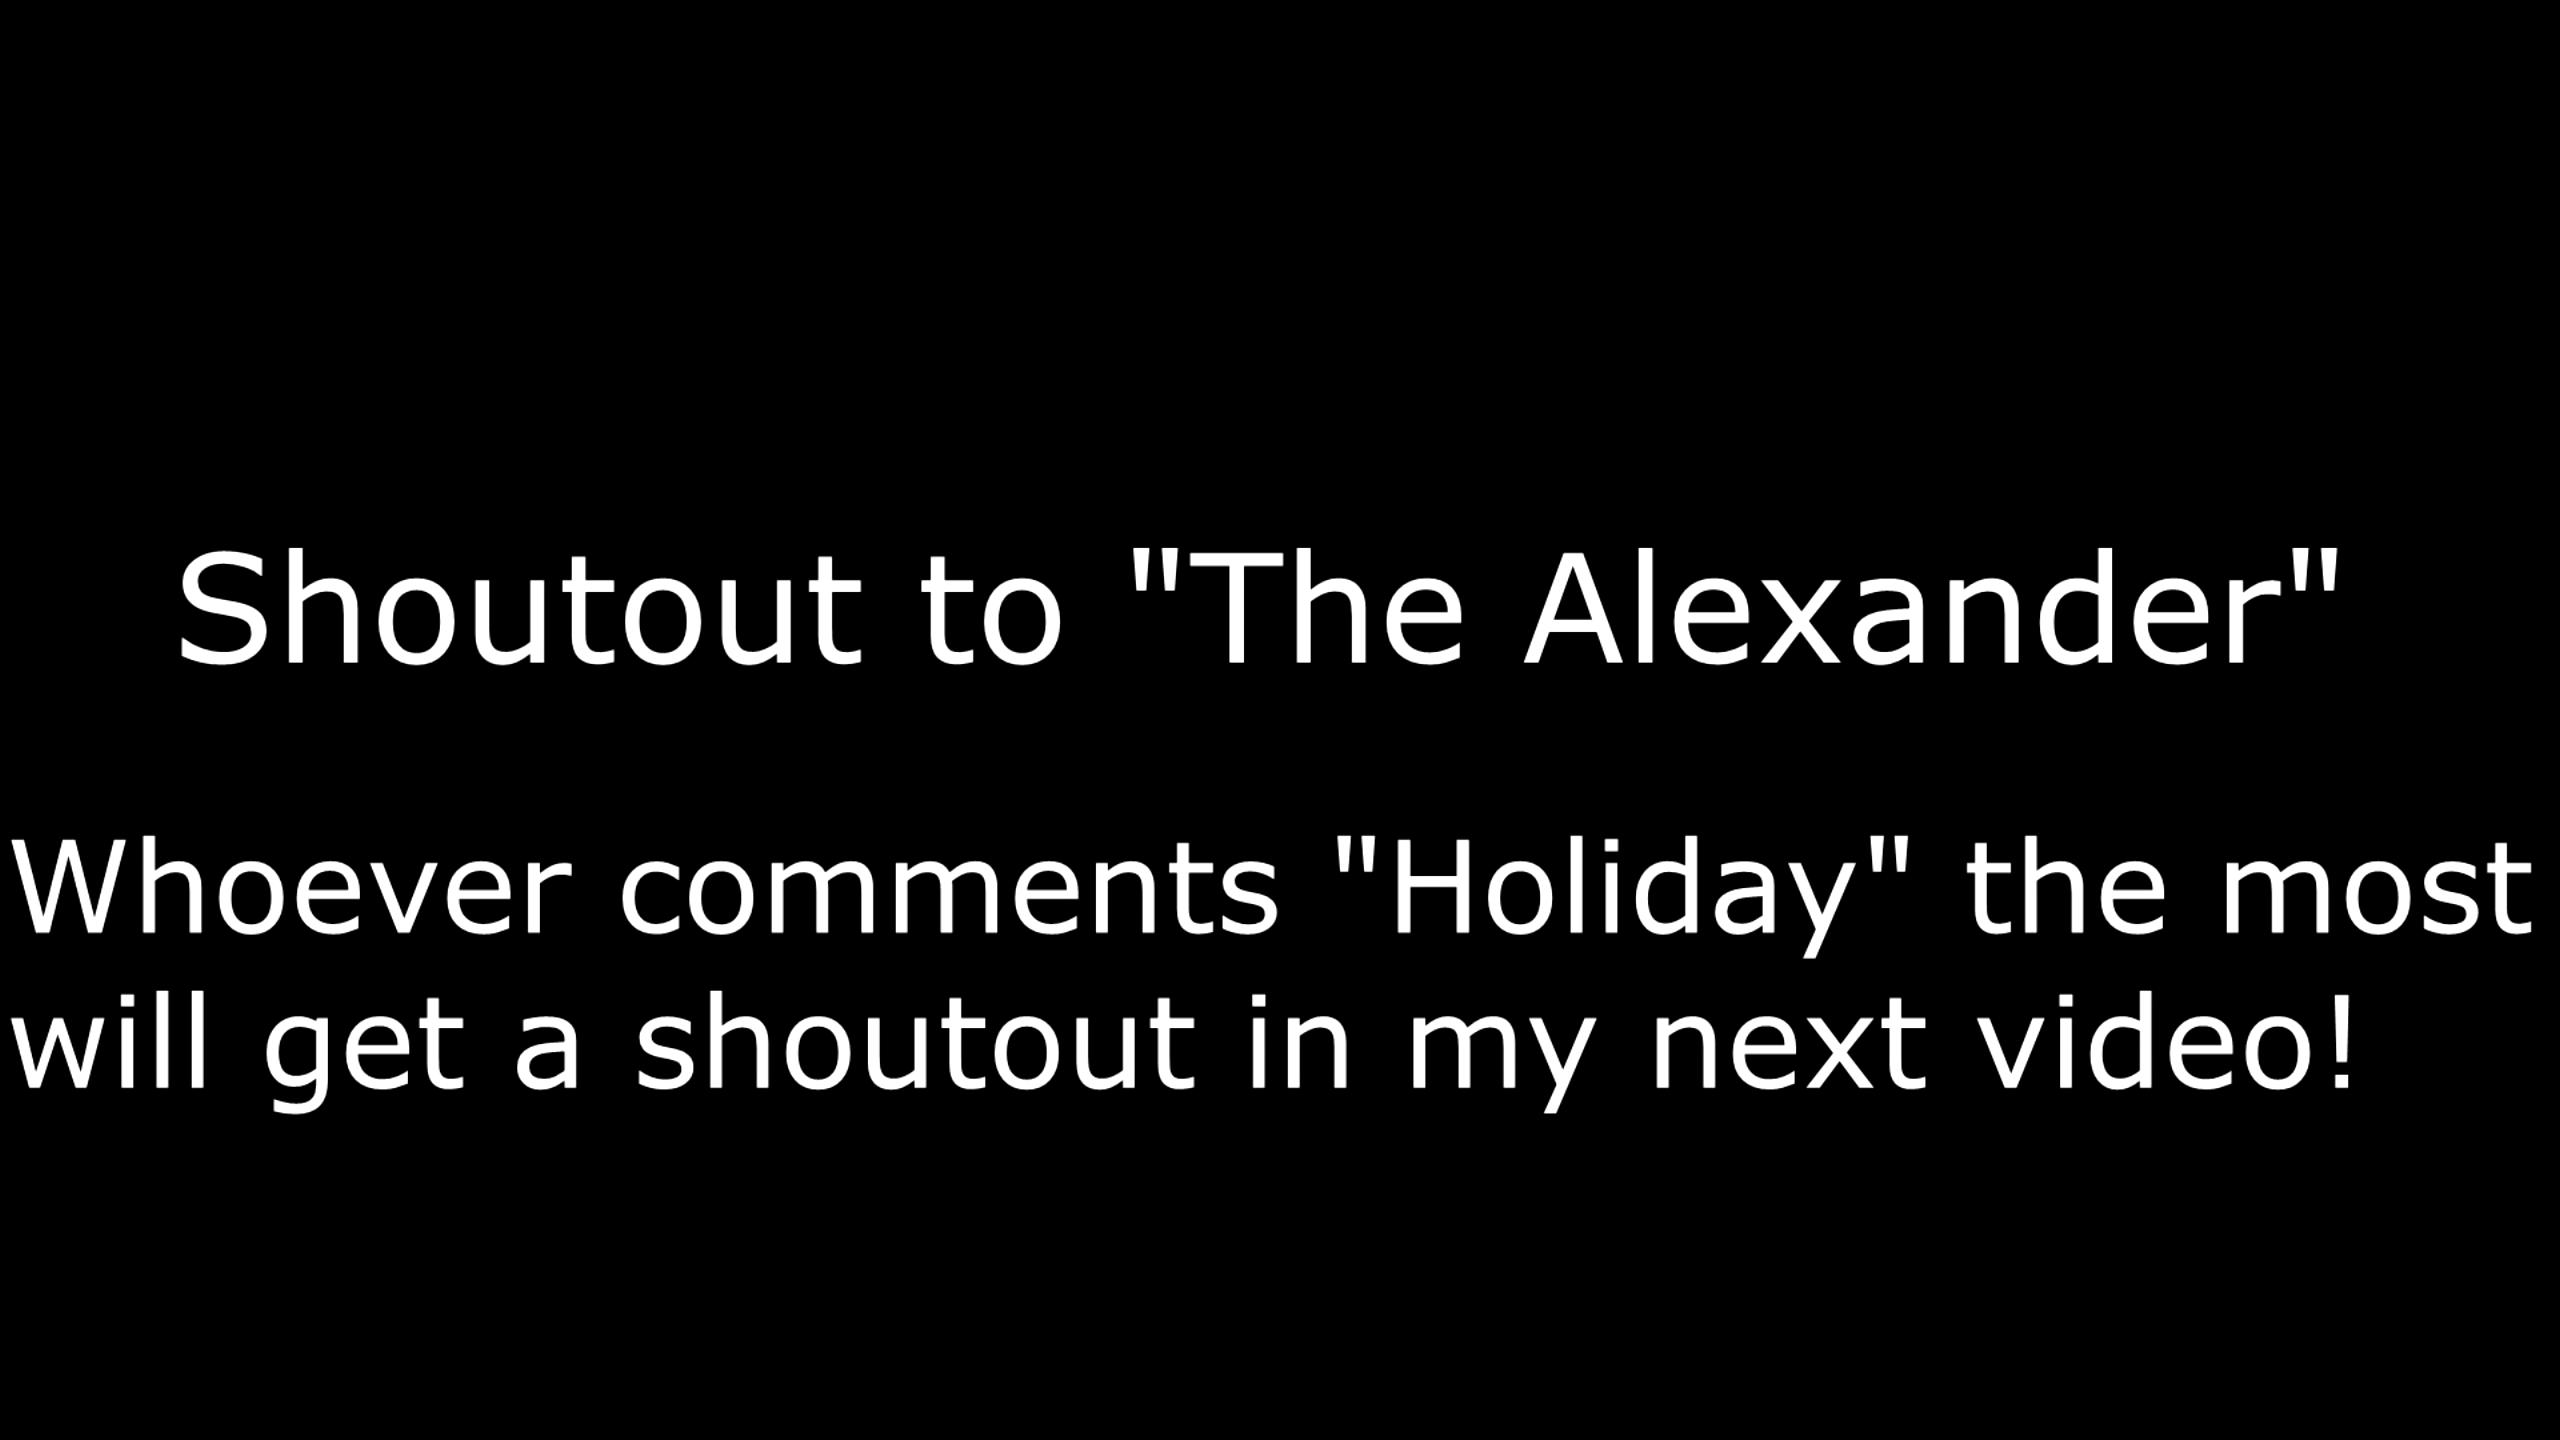 Shoutout to "The Alexander"
Whoever comments "Holiday" the most
will get a shoutout in my next video!